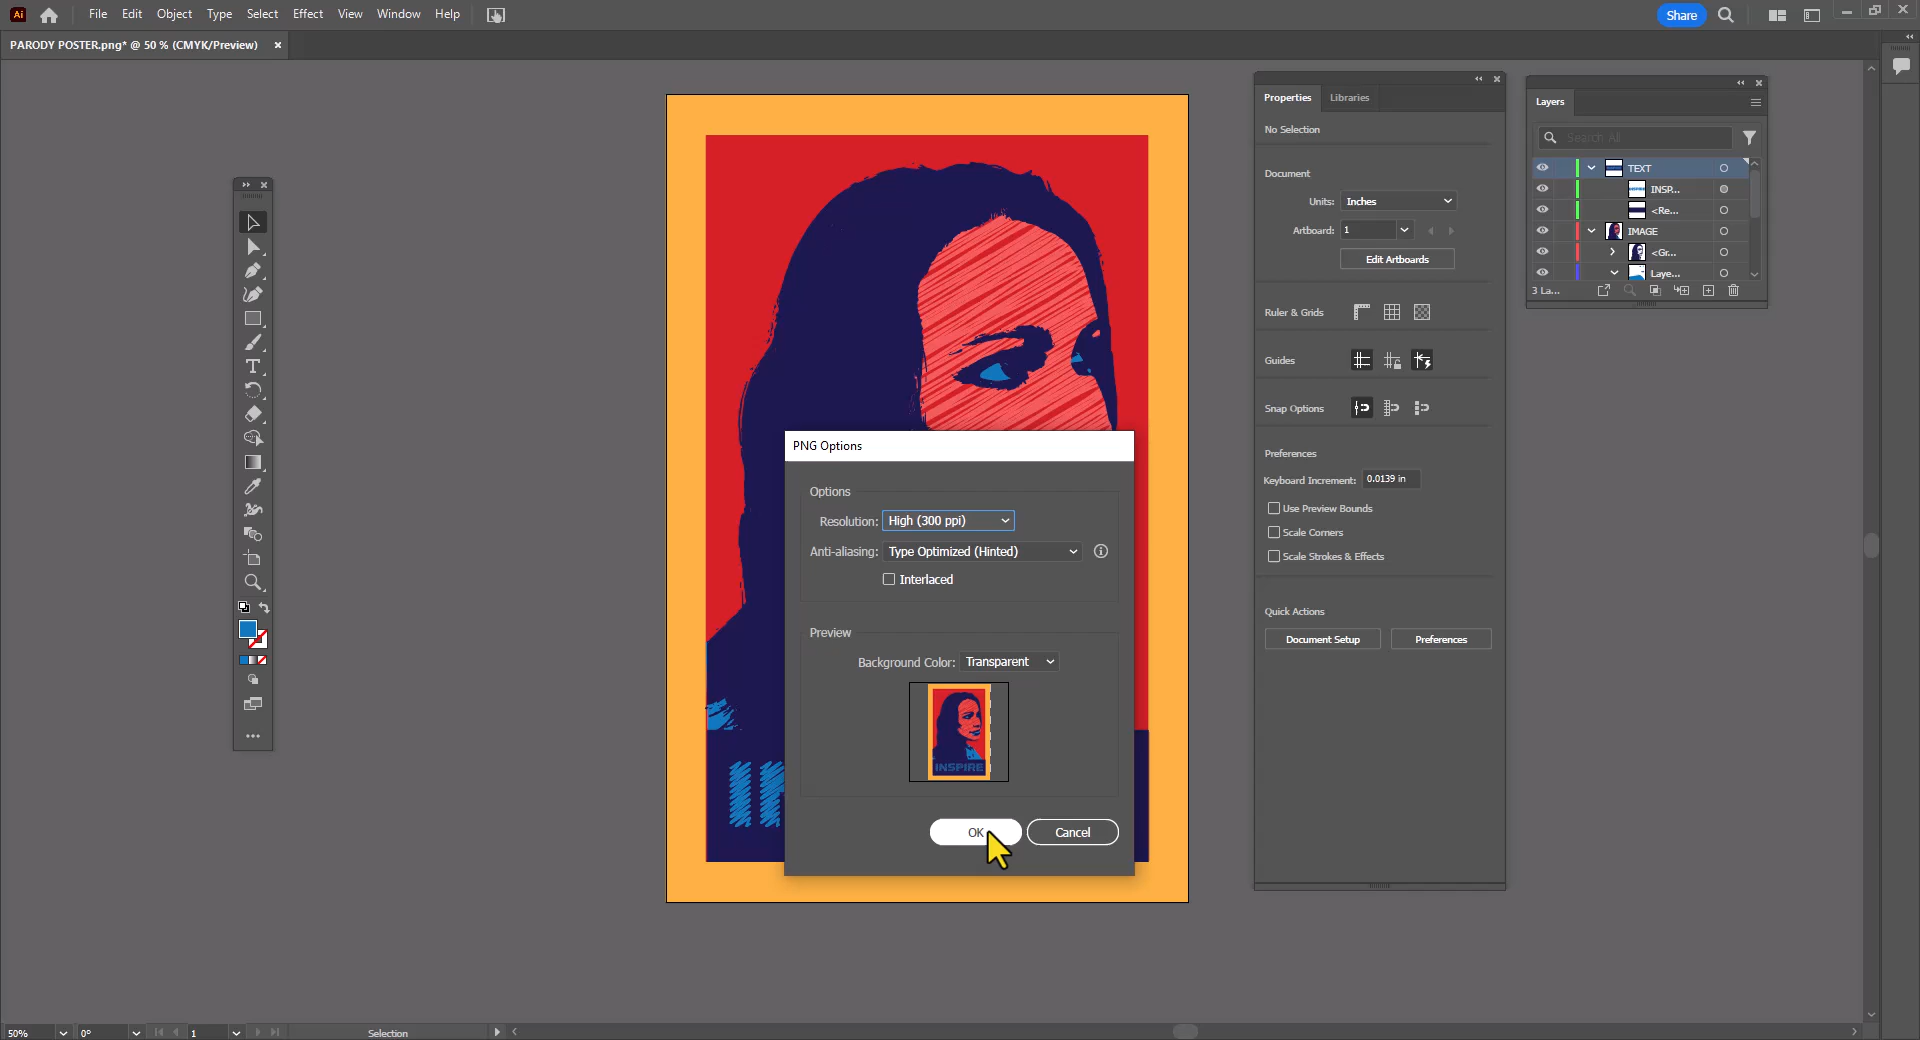 Ai
File Edit Object Type Select Effect View Window Help
Share
PARODY POSTER.png* @ 50 % (CMYK/Preview) ×
Properties Libraries
No Selection
Document
Units: Inches
Artboard: 1
Edit Artboards
Ruler & Grids
Guides
Snap Options
Preferences
Keyboard Increment: 0.0139 in
Use Preview Bounds
Scale Corners
Scale Strokes & Effects
Quick Actions
Document Setup Preferences
Layers
Search All
TEXT
INSP...
<Re...
IMAGE
<Gr...
Laye...
3 La...
PNG Options
Options
Resolution: High (300 ppi)
Anti-aliasing: Type Optimized (Hinted)
Interlaced
Preview
Background Color: Transparent
INSPIRE
OK Cancel
50% 0° 1 Selection